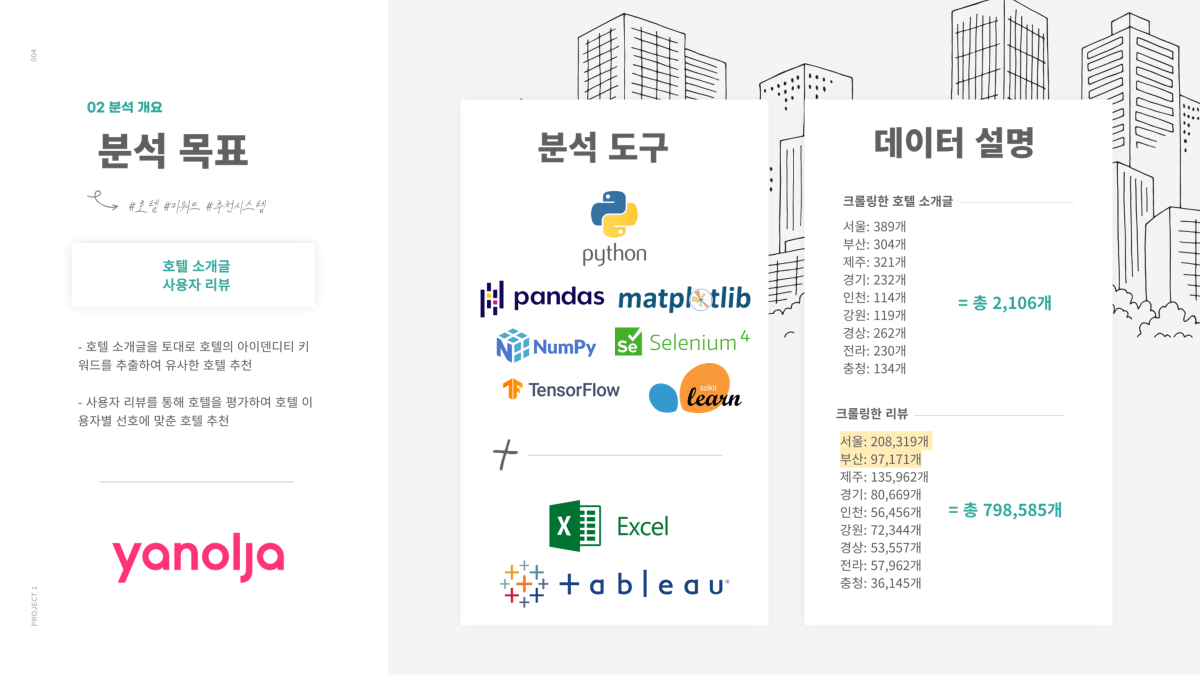 004
02 분석 개요
분석 목표
#호텔 #키워드 #추천시스템
호텔 소개글
사용자 리뷰
- 호텔 소개글을 토대로 호텔의 아이덴디티 키
워드를 추출하여 유사한 호텔 추천
- 사용자 리뷰를 통해 호텔을 평가하여 호텔 이
용자별 선호에 맞춘 호텔 추천
yanolja
PROJECT 1
분석 도구
python
pandas
matplotlib
NumPy
Se Selenium 4
TensorFlow
scikit
learn
+
X Excel
+ableau
데이터 설명
크롤링한 호텔 소개글
서울: 389개
부산: 304개
제주: 321개
경기: 232개
인천: 114개
강원: 119개
경상: 262개
전라: 230개
충청: 134개
= 총 2,106개
크롤링한 리뷰
서울: 208,319개
부산: 97,171개
제주: 135,962개
경기: 80,669개
인천: 56,456개
강원: 72,344개
경상: 53,557개
전라: 57,962개
충청: 36,145개
= 총 798,585개